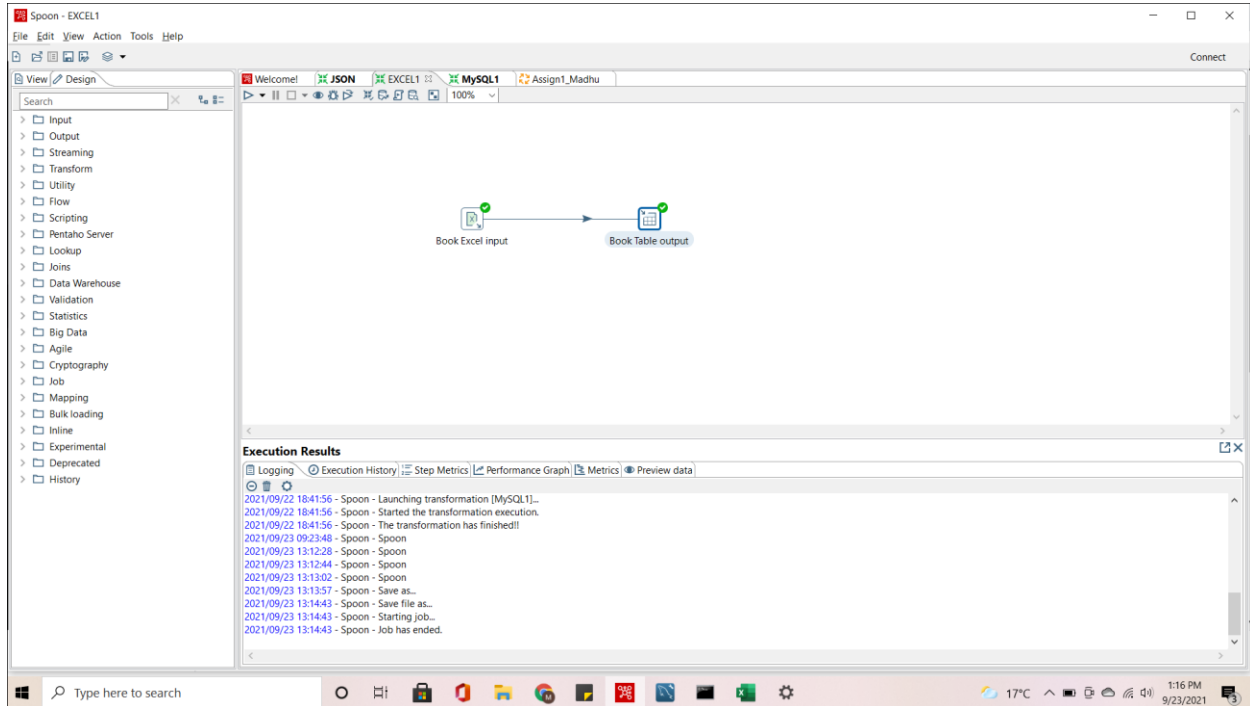 Spoon - EXCEL1
File Edit View Action Tools Help
Connect
View Design
Search
Input
Output
Streaming
Transform
Utility
Flow
Scripting
Pentaho Server
Lookup
Joins
Data Warehouse
Validation
Statistics
Big Data
Agile
Cryptography
Job
Mapping
Bulk loading
Inline
Experimental
Deprecated
History
Welcome! JSON EXCEL1 MySQL1 Assign1_Madhu
100%
Book Excel input Book Table output
Execution Results
Logging Execution History Step Metrics Performance Graph Metrics Preview data
2021/09/22 18:41:56 - Spoon - Launching transformation [MySQL1]...
2021/09/22 18:41:56 - Spoon - Started the transformation execution.
2021/09/22 18:41:56 - Spoon - The transformation has finished!!
2021/09/23 09:23:48 - Spoon - Spoon
2021/09/23 13:12:28 - Spoon - Spoon
2021/09/23 13:12:44 - Spoon - Spoon
2021/09/23 13:13:02 - Spoon - Spoon
2021/09/23 13:13:57 - Spoon - Save as...
2021/09/23 13:14:43 - Spoon - Save file as...
2021/09/23 13:14:43 - Spoon - Starting job...
2021/09/23 13:14:43 - Spoon - Job has ended.
Type here to search
17°C
1:16 PM
9/23/2021
3